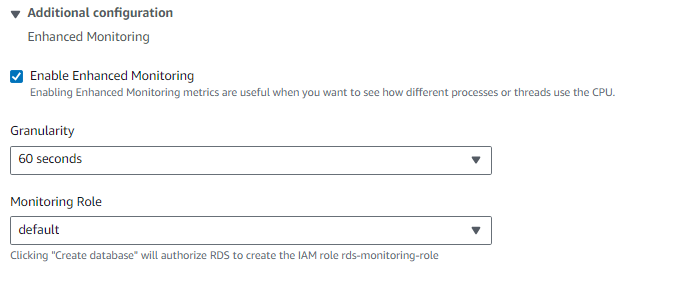 Additional configuration
Enhanced Monitoring
Enable Enhanced Monitoring
Enabling Enhanced Monitoring metrics are useful when you want to see how different processes or threads use the CPU.
Granularity
60 seconds
Monitoring Role
default
Clicking "Create database" will authorize RDS to create the IAM role rds-monitoring-role